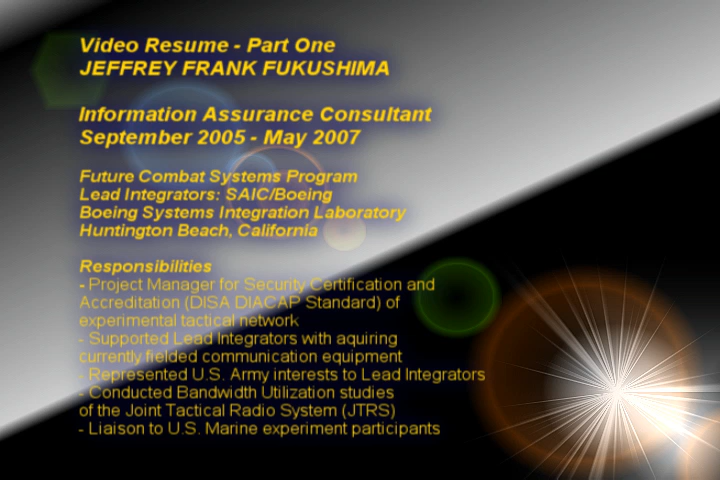 Video Resume - Part One
JEFFREY FRANK FUKUSHIMA
Information Assurance Consultant
September 2005 - May 2007
Future Combat Systems Program
Lead Integrators: SAIC/Boeing
Boeing Systems Integration Laboratory
Huntington Beach, California
Responsibilities
- Project Manager for Security Certification and
Accreditation (DISA DIACAP Standard) of
experimental tactical network
- Supported Lead Integrators with aquiring
currently fielded communication equipment
- Represented U.S. Army interests to Lead Integrators
- Conducted Bandwidth Utilization studies
of the Joint Tactical Radio System (JTRS)
- Liaison to U.S. Marine experiment participants